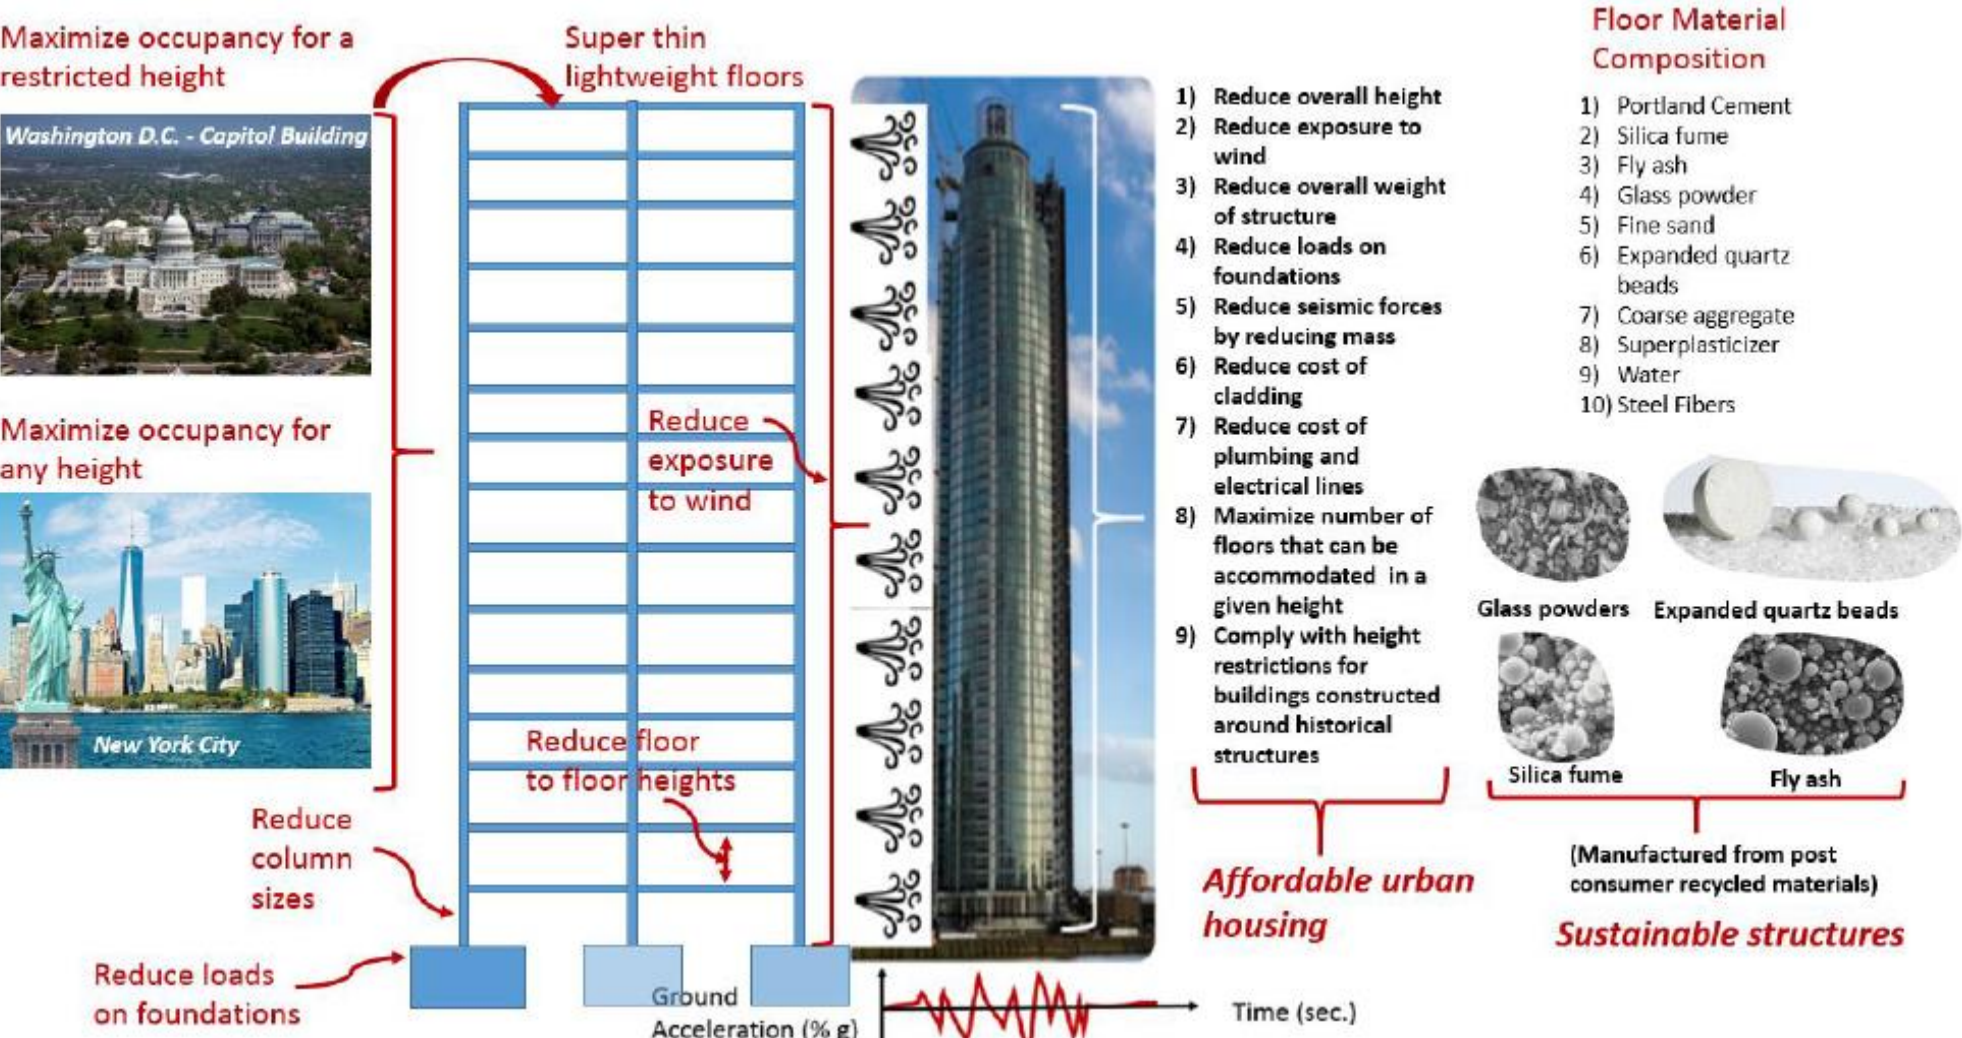 Maximize occupancy for a
restricted height
Washington D.C. - Capitol Building
Maximize occupancy for
any height
New York City
Reduce
column
sizes
Reduce loads
on foundations
Super thin
lightweight floors
Reduce
exposure
to wind
Reduce floor
to floor heights
Ground
Acceleration (% g)
Time (sec.)
1) Reduce overall height
2) Reduce exposure to
wind
3) Reduce overall weight
of structure
4) Reduce loads on
foundations
5) Reduce seismic forces
by reducing mass
6) Reduce cost of
cladding
7) Reduce cost of
plumbing and
electrical lines
8) Maximize number of
floors that can be
accommodated in a
given height
9) Comply with height
restrictions for
buildings constructed
around historical
structures
Affordable urban
housing
Floor Material
Composition
1) Portland Cement
2) Silica fume
3) Fly ash
4) Glass powder
5) Fine sand
6) Expanded quartz
beads
7) Coarse aggregate
8) Superplasticizer
9) Water
10) Steel Fibers
Glass powders
Expanded quartz beads
Silica fume
Fly ash
(Manufactured from post
consumer recycled materials)
Sustainable structures